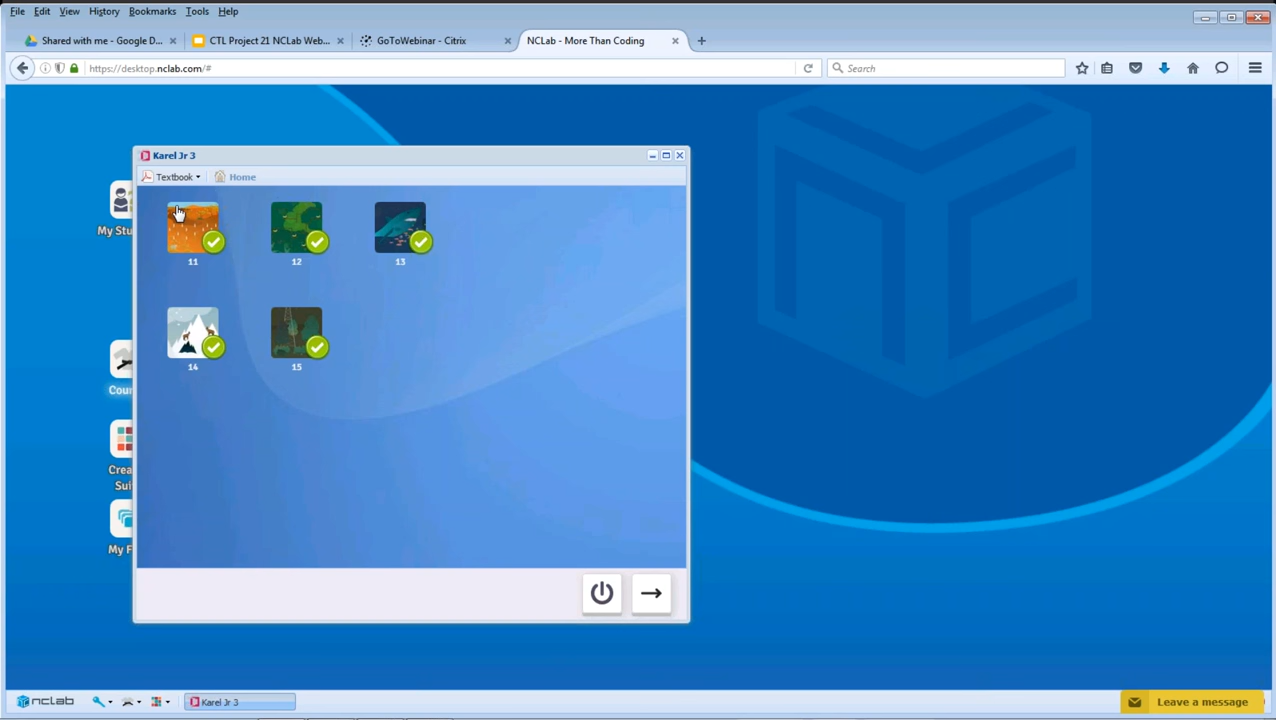 File Edit View History Bookmarks Tools Help
Shared with me - Google D... CTL Project 21 NCLab Web... GoToWebinar - Citrix NCLab - More Than Coding
https://desktop.nclab.com/# Search
Karel Jr 3
Textbook Home
My Stu
11 12 13
14 15
Cour
Crea
Sui
My F
nclab Karel Jr 3 Leave a message